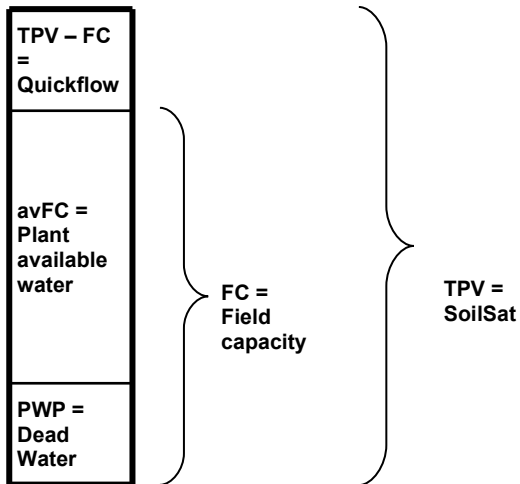 TPV – FC
=
Quickflow
avFC =
Plant
available
water
PWP =
Dead
Water
FC =
Field
capacity
TPV =
SoilSat